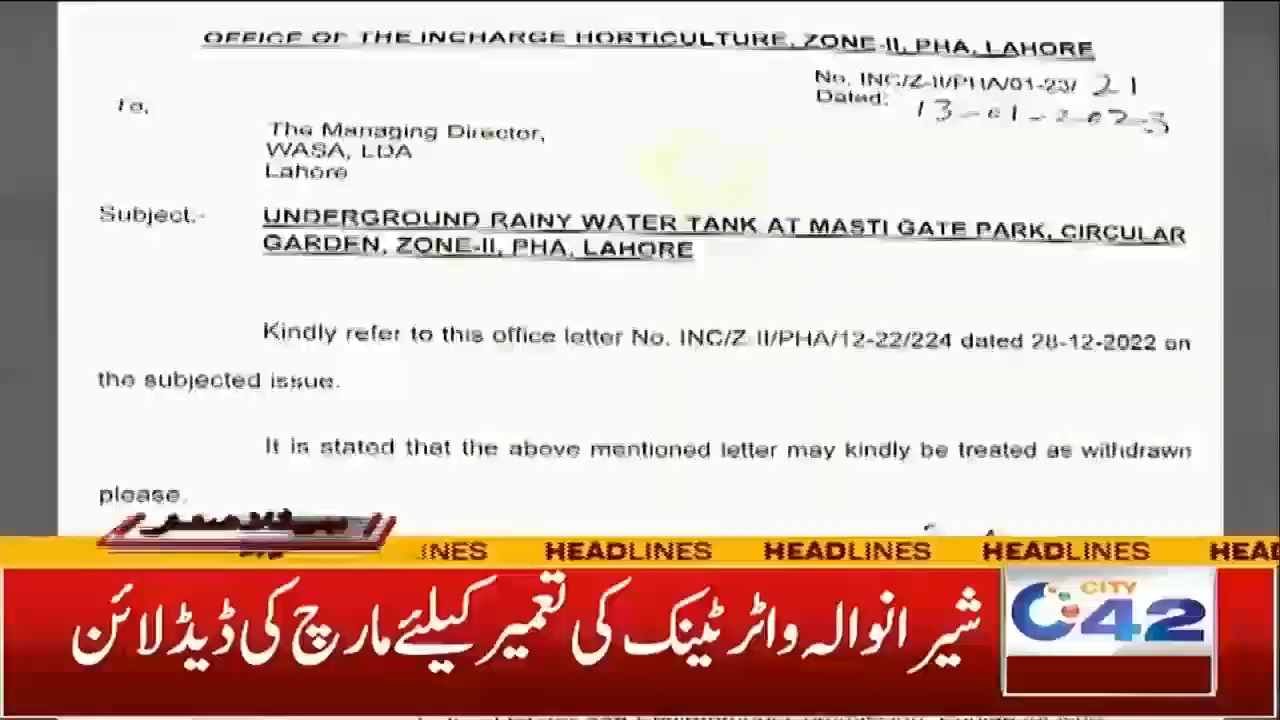 OFFICE OF THE INCHARGE HORTICULTURE, ZONE-II, PHA, LAHORE
No. INC/Z-II/PHA/01-23/ 21
Dated: 13-01-2023
To,
The Managing Director,
WASA, LDA
Lahore
Subject.- UNDERGROUND RAINY WATER TANK AT MASTI GATE PARK, CIRCULAR
GARDEN, ZONE-II, PHA, LAHORE
Kindly refer to this office letter No. INC/Z II/PHA/12-22/224 dated 28-12-2022 on
the subjected issue.
It is stated that the above mentioned letter may kindly be treated as withdrawn
please.
INES HEADLINES HEADLINES HEADLINES HEAD
شیرانوالہ واٹر ٹینک کی تعمیر کیلئے مارچ کی ڈیڈلائن
CITY
42